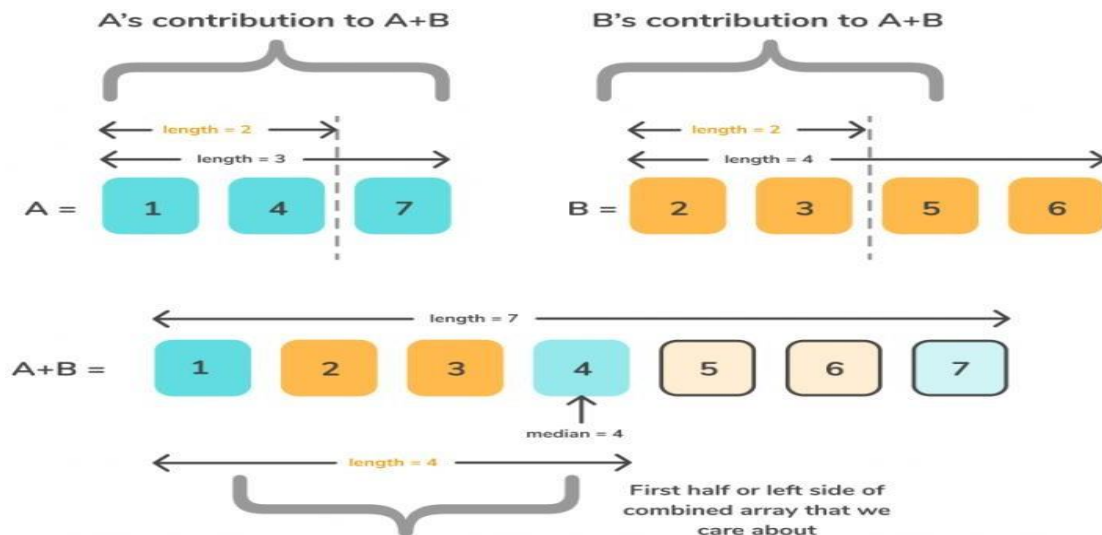 A's contribution to A+B
B's contribution to A+B
length = 2
length = 2
length = 3
length = 4
A = 1 4 7
B = 2 3 5 6
length = 7
A+B = 1 2 3 4 5 6 7
median = 4
length = 4
First half or left side of
combined array that we
care about